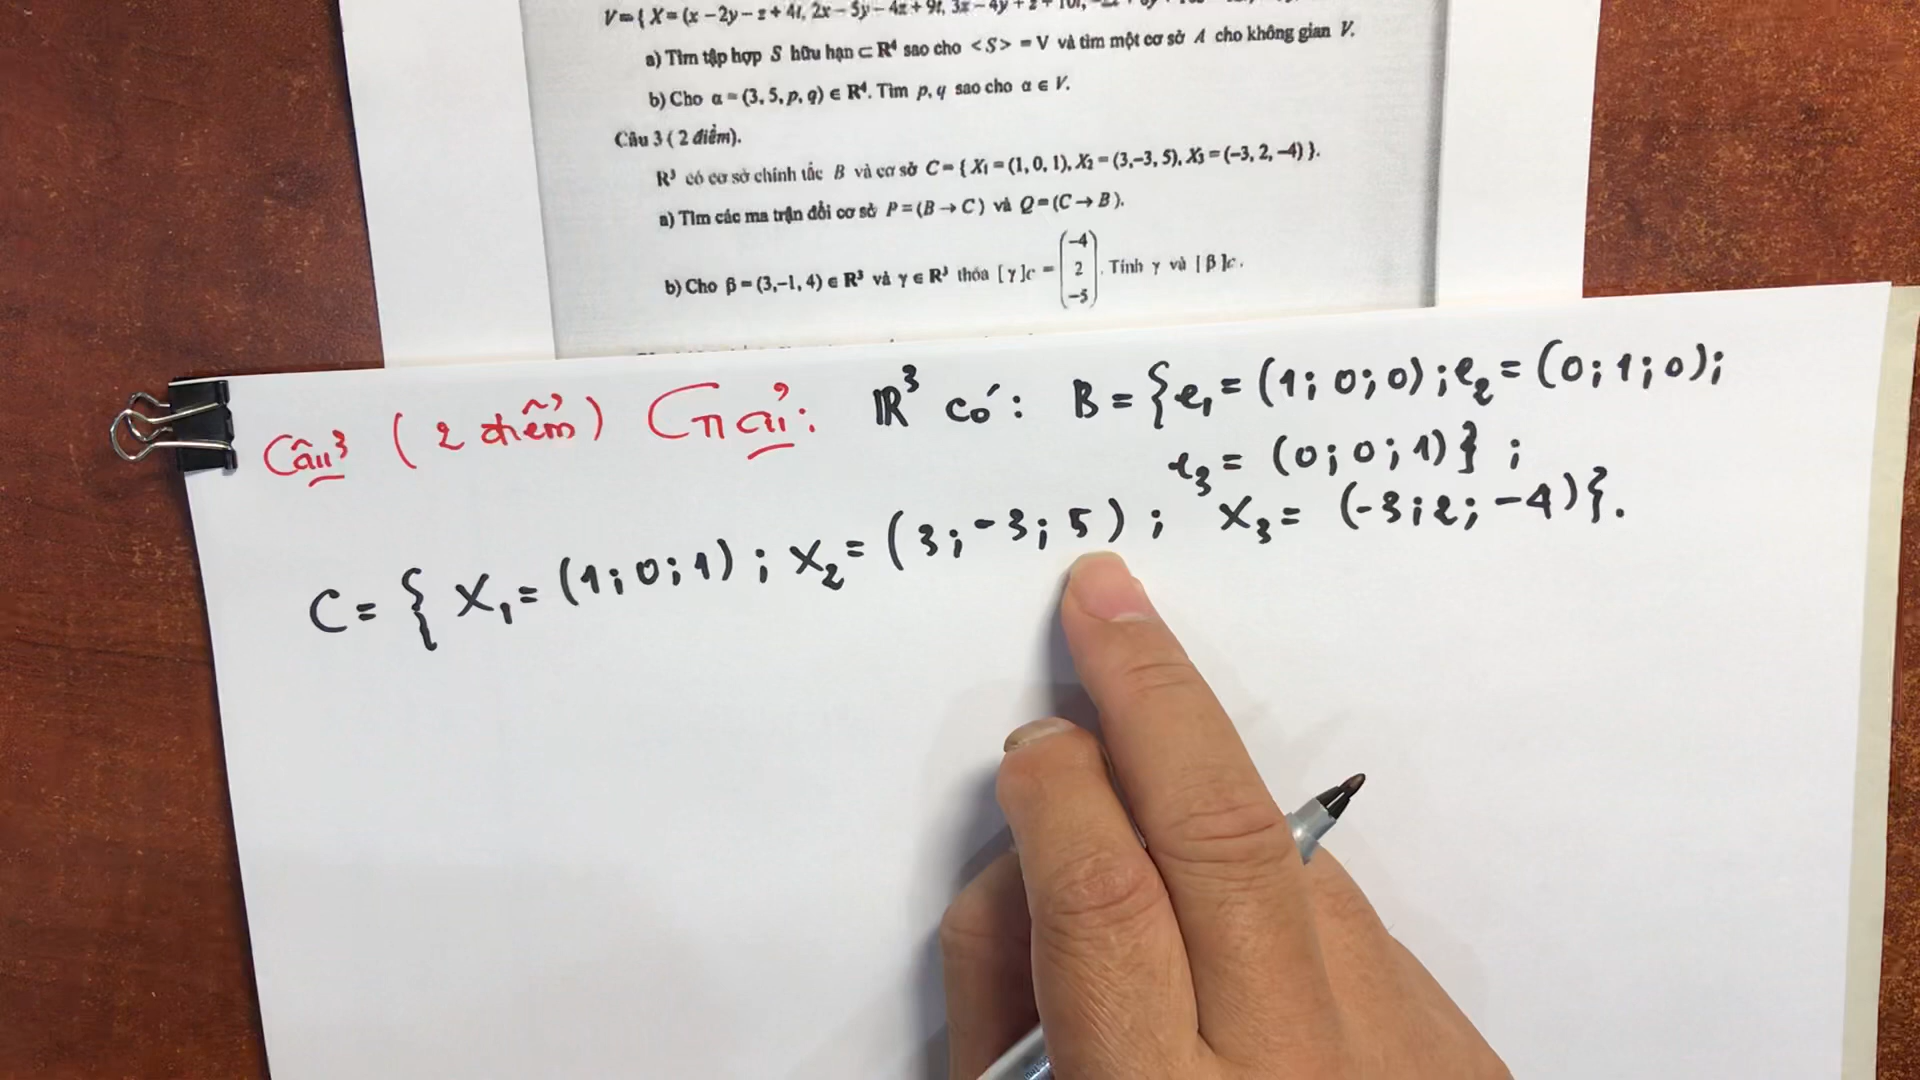 V = { X = (x − 2y − z + 4t, 2x − 5y − 4z + 9t, 3x − 4y + z + 10t,
a) Tìm tập hợp S hữu hạn ⊂ R⁴ sao cho <S> = V và tìm một cơ sở A cho không gian V.
b) Cho α = (3, 5, p, q) ∈ R⁴. Tìm p, q sao cho α ∈ V.
Câu 3 ( 2 điểm).
R³ có cơ sở chính tắc B và cơ sở C = { X₁ = (1, 0, 1), X₂ = (3,−3, 5), X₃ = (−3, 2, −4) }.
a) Tìm các ma trận đổi cơ sở P = (B → C ) và Q = (C → B ).
b) Cho β = (3,−1, 4) ∈ R³ và γ ∈ R³ thỏa [ γ ]c = (−4 2 −5). Tính γ và [ β ]c .
Câu 3 ( 2 điểm ) Giải: ℝ³ có: B = { e₁ = (1; 0; 0) ; e₂ = (0; 1; 0);
e₃ = (0; 0; 1) } ;
C = { X₁ = (1; 0; 1) ; X₂ = (3; -3; 5) ; X₃ = (-3; 2; -4) }.